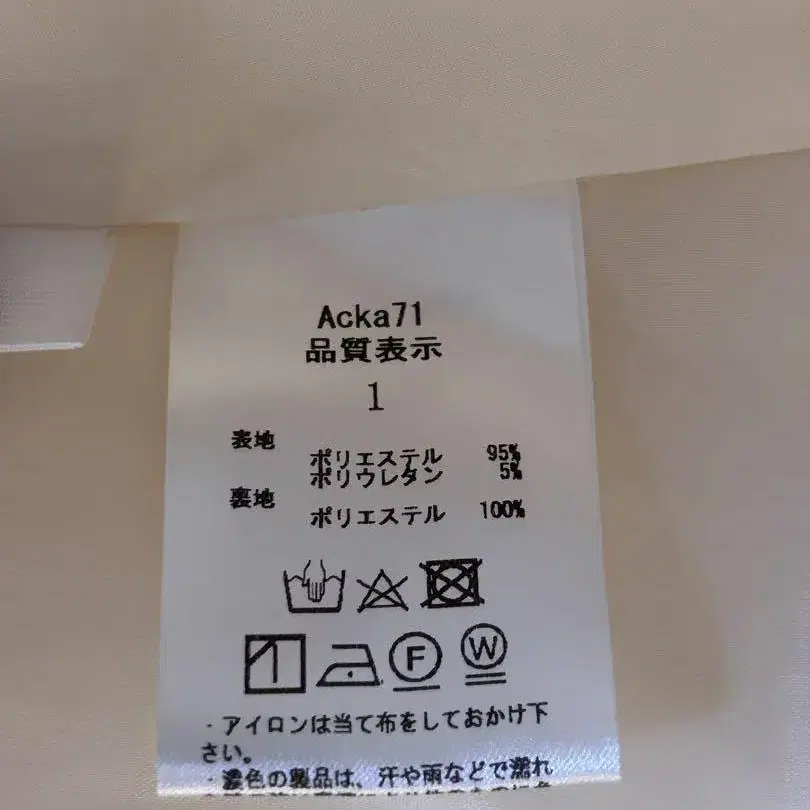 Acka71
品質表示
1
表地
ポリエステル 95%
ポリウレタン 5%
裏地
ポリエステル 100%
F W
・アイロンは当て布をしておかけ下
さい。
・濃色の製品は、汗や雨などで濡れ